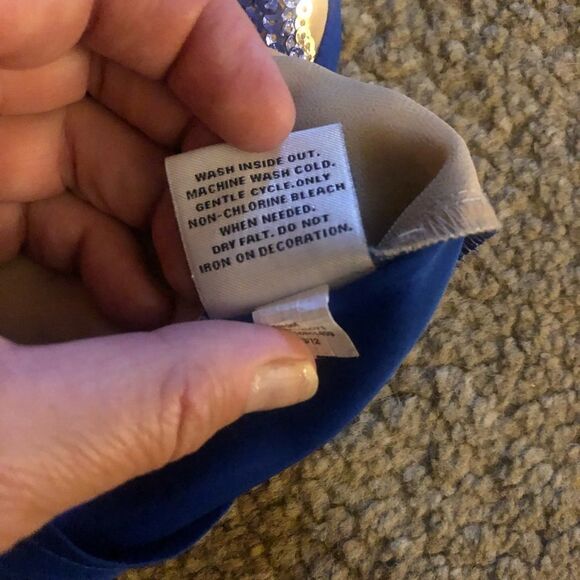 WASH INSIDE OUT.
MACHINE WASH COLD.
GENTLE CYCLE.ONLY
NON-CHLORINE BLEACH
WHEN NEEDED.
DRY FALT. DO NOT
IRON ON DECORATION.